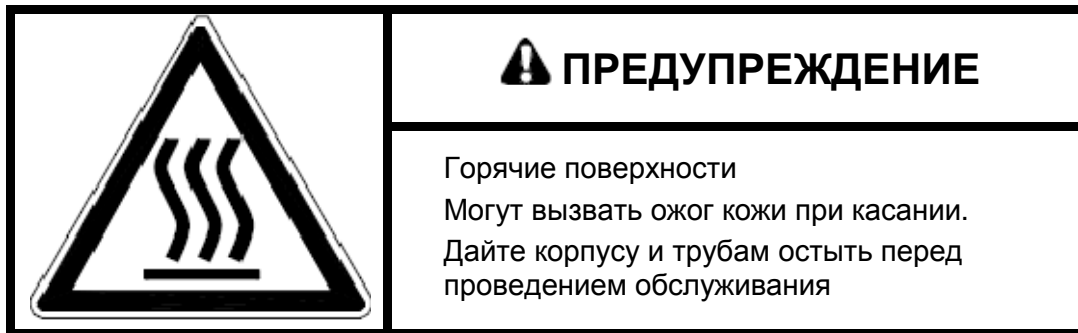 ПРЕДУПРЕЖДЕНИЕ
Горячие поверхности
Могут вызвать ожог кожи при касании.
Дайте корпусу и трубам остыть перед
проведением обслуживания